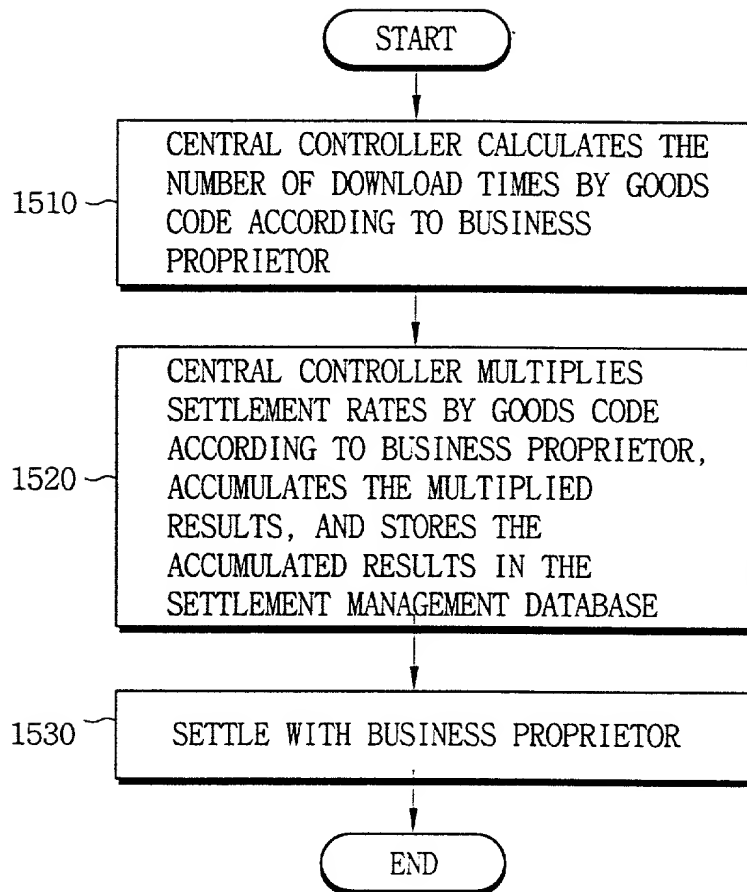 START
1510
CENTRAL CONTROLLER CALCULATES THE
NUMBER OF DOWNLOAD TIMES BY GOODS
CODE ACCORDING TO BUSINESS
PROPRIETOR
1520
CENTRAL CONTROLLER MULTIPLIES
SETTLEMENT RATES BY GOODS CODE
ACCORDING TO BUSINESS PROPRIETOR,
ACCUMULATES THE MULTIPLIED
RESULTS, AND STORES THE
ACCUMULATED RESULTS IN THE
SETTLEMENT MANAGEMENT DATABASE
1530
SETTLE WITH BUSINESS PROPRIETOR
END